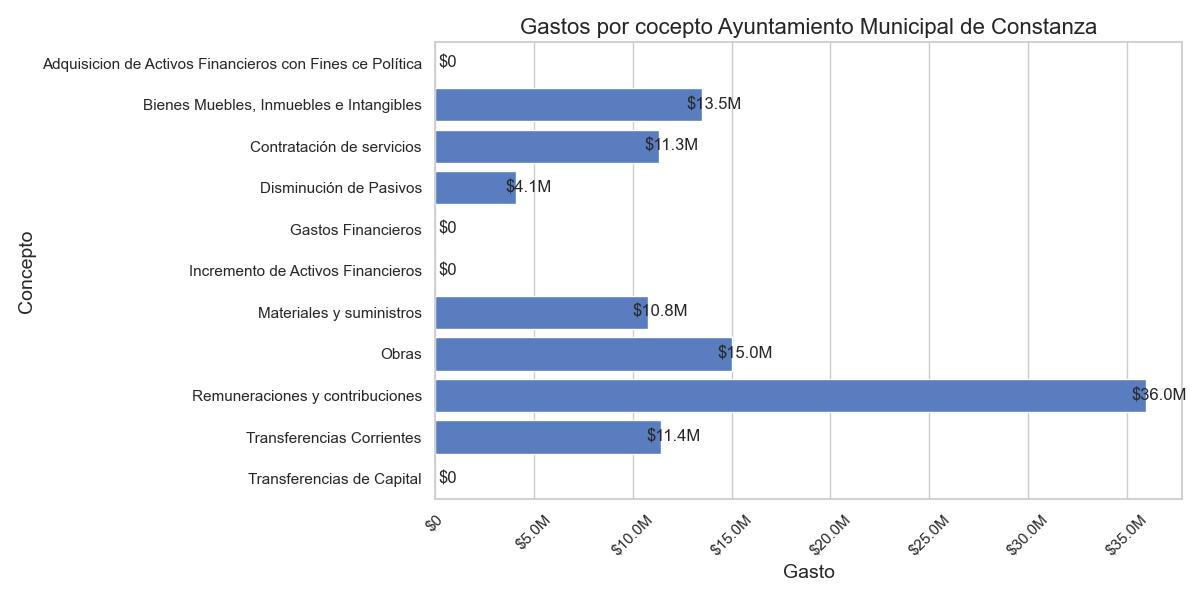 Gastos por cocepto Ayuntamiento Municipal de Constanza
Concepto
Adquisicion de Activos Financieros con Fines ce Política $0
Bienes Muebles, Inmuebles e Intangibles $13.5M
Contratación de servicios $11.3M
Disminución de Pasivos $4.1M
Gastos Financieros $0
Incremento de Activos Financieros $0
Materiales y suministros $10.8M
Obras $15.0M
Remuneraciones y contribuciones $36.0M
Transferencias Corrientes $11.4M
Transferencias de Capital $0
$0 $5.0M $10.0M $15.0M $20.0M $25.0M $30.0M $35.0M
Gasto